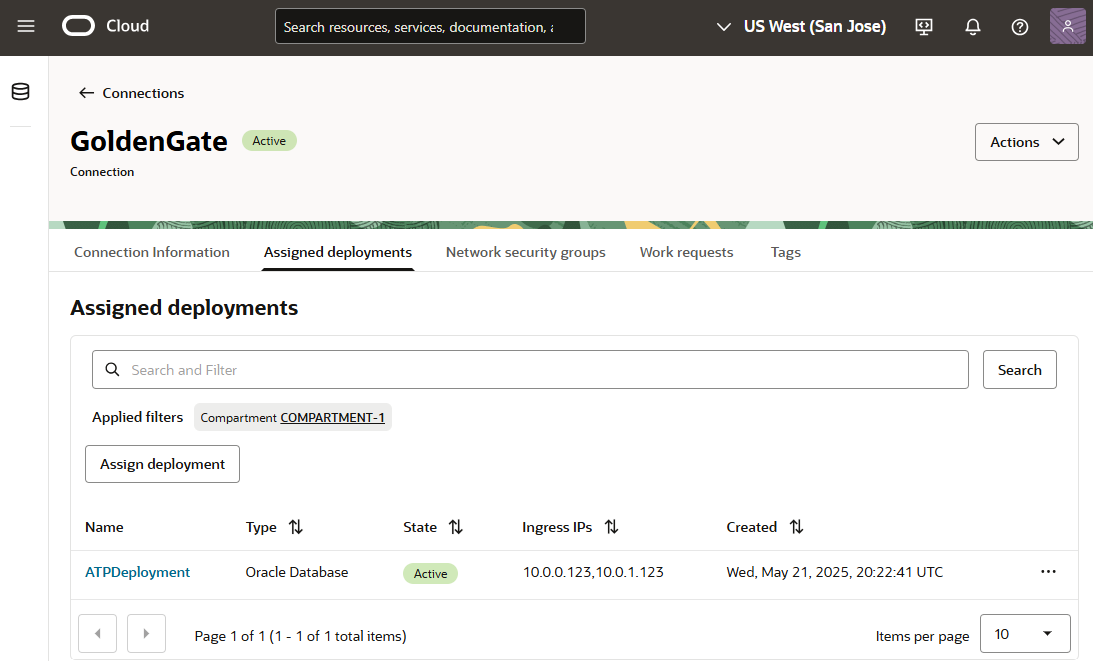 Cloud
Search resources, services, documentation, a
US West (San Jose)
Connections
GoldenGate Active
Connection
Actions
Connection Information Assigned deployments Network security groups Work requests Tags
Assigned deployments
Search and Filter
Search
Applied filters Compartment COMPARTMENT-1
Assign deployment
Name Type State Ingress IPs Created
ATPDeployment Oracle Database Active 10.0.0.123,10.0.1.123 Wed, May 21, 2025, 20:22:41 UTC
Page 1 of 1 (1 - 1 of 1 total items) Items per page 10